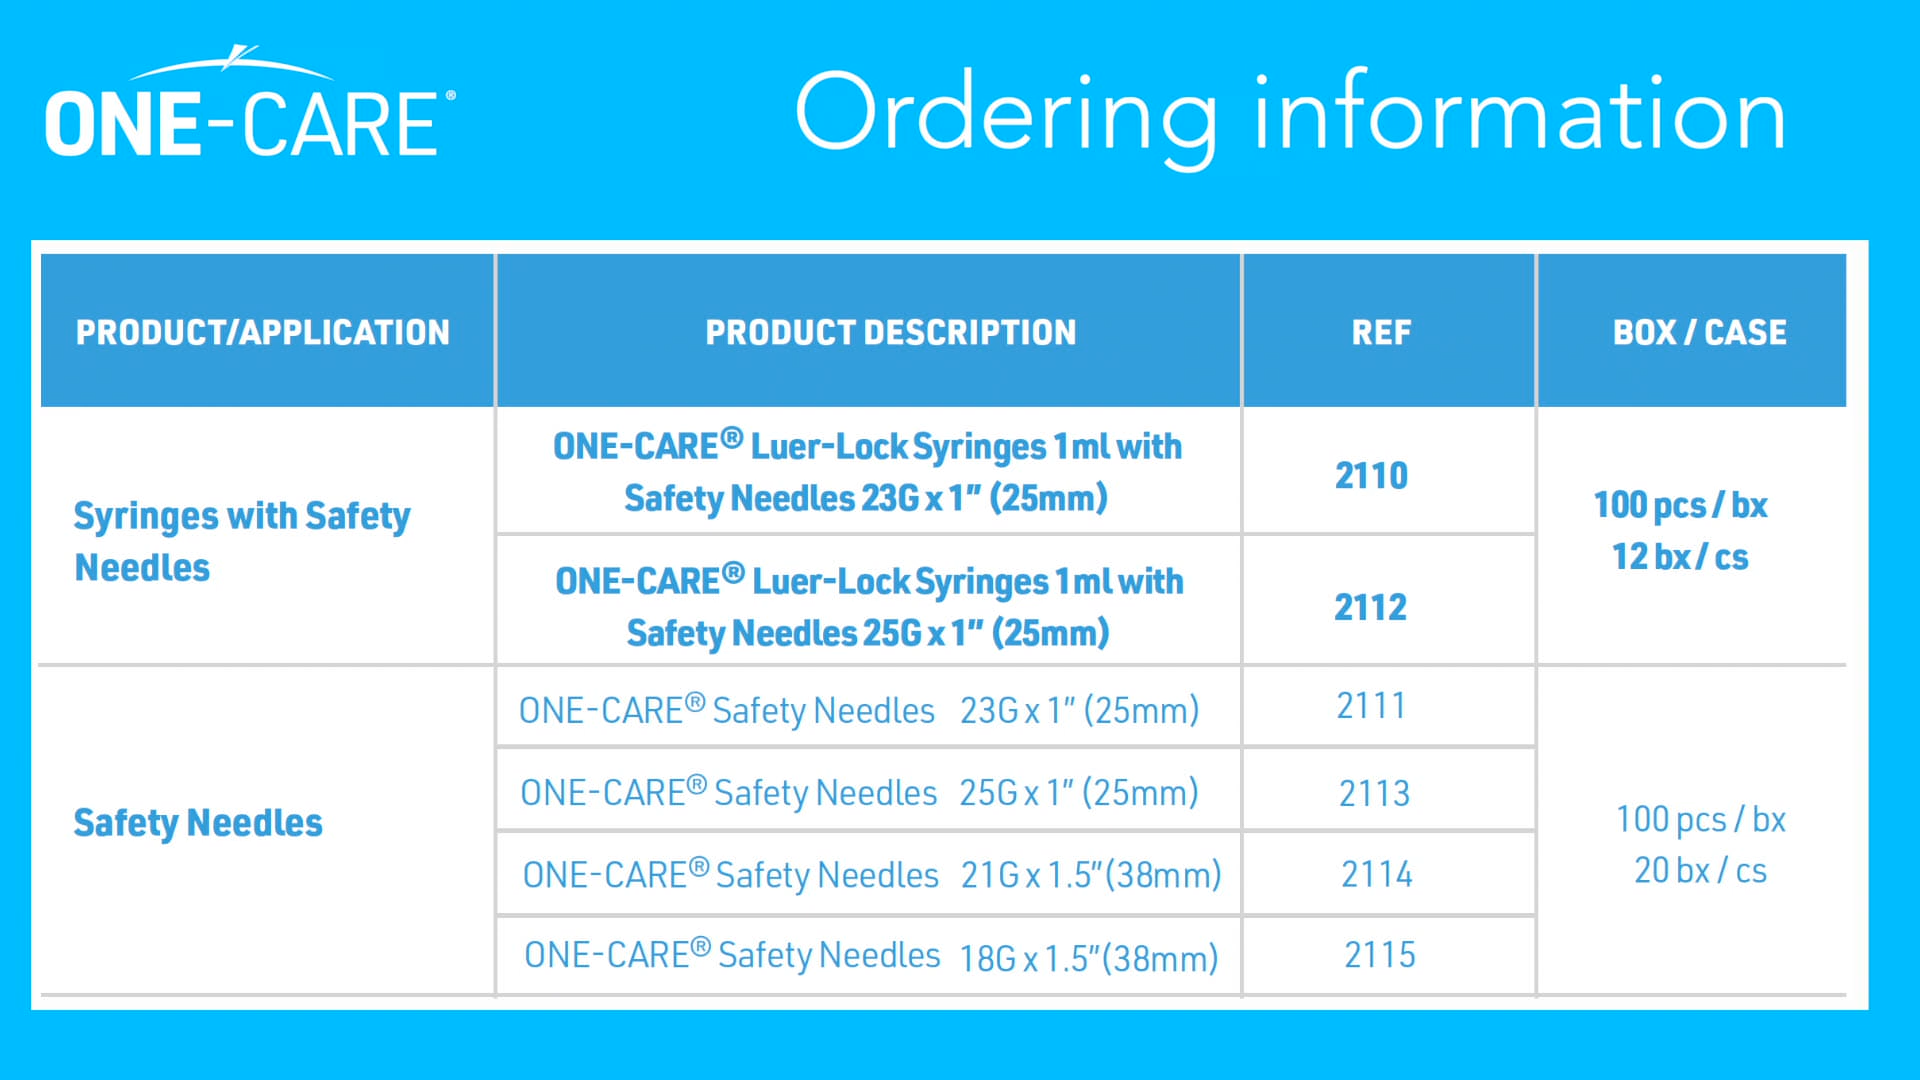 ONE-CARE®
Ordering information
PRODUCT/APPLICATION
PRODUCT DESCRIPTION
REF
BOX / CASE
Syringes with Safety
Needles
ONE-CARE® Luer-Lock Syringes 1ml with
Safety Needles 23G x 1” (25mm)
2110
ONE-CARE® Luer-Lock Syringes 1ml with
Safety Needles 25G x 1” (25mm)
2112
100 pcs / bx
12 bx / cs
Safety Needles
ONE-CARE® Safety Needles 23G x 1” (25mm)
2111
ONE-CARE® Safety Needles 25G x 1” (25mm)
2113
ONE-CARE® Safety Needles 21G x 1.5”(38mm)
2114
ONE-CARE® Safety Needles 18G x 1.5”(38mm)
2115
100 pcs / bx
20 bx / cs